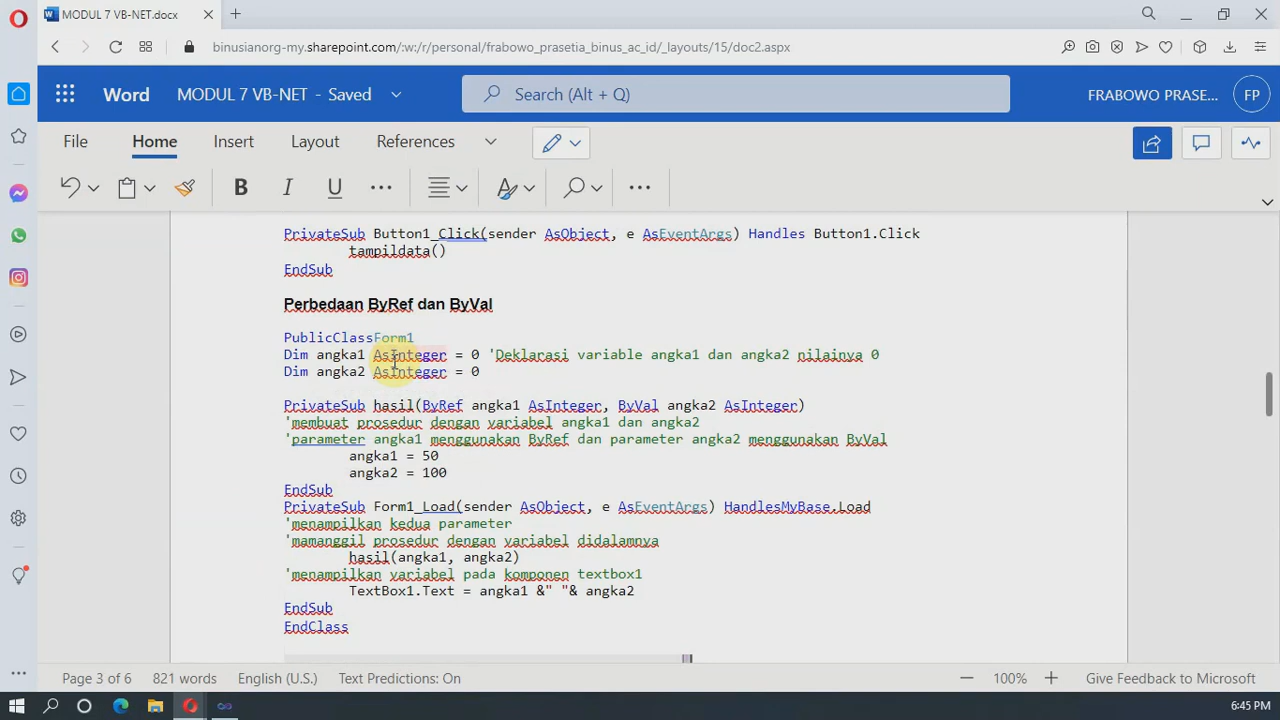 MODUL 7 VB-NET.docx
binusianorg-my.sharepoint.com/:w:/r/personal/frabowo_prasetia_binus_ac_id/_layouts/15/doc2.aspx
Word MODUL 7 VB-NET - Saved Search (Alt + Q) FRABOWO PRASE... FP
File Home Insert Layout References
B I U
PrivateSub Button1_Click(sender AsObject, e AsEventArgs) Handles Button1.Click
tampildata()
EndSub
Perbedaan ByRef dan ByVal
PublicClassForm1
Dim angka1 AsInteger = 0 'Deklarasi variable angka1 dan angka2 nilainya 0
Dim angka2 AsInteger = 0
PrivateSub hasil(ByRef angka1 AsInteger, ByVal angka2 AsInteger)
'membuat prosedur dengan variabel angka1 dan angka2
'parameter angka1 menggunakan ByRef dan parameter angka2 menggunakan ByVal
angka1 = 50
angka2 = 100
EndSub
PrivateSub Form1_Load(sender AsObject, e AsEventArgs) HandlesMyBase.Load
'menampilkan kedua parameter
'mamanggil prosedur dengan variabel didalamnya
hasil(angka1, angka2)
'menampilkan variabel pada komponen textbox1
TextBox1.Text = angka1 &" "& angka2
EndSub
EndClass
Page 3 of 6 821 words English (U.S.) Text Predictions: On 100% Give Feedback to Microsoft
6:45 PM